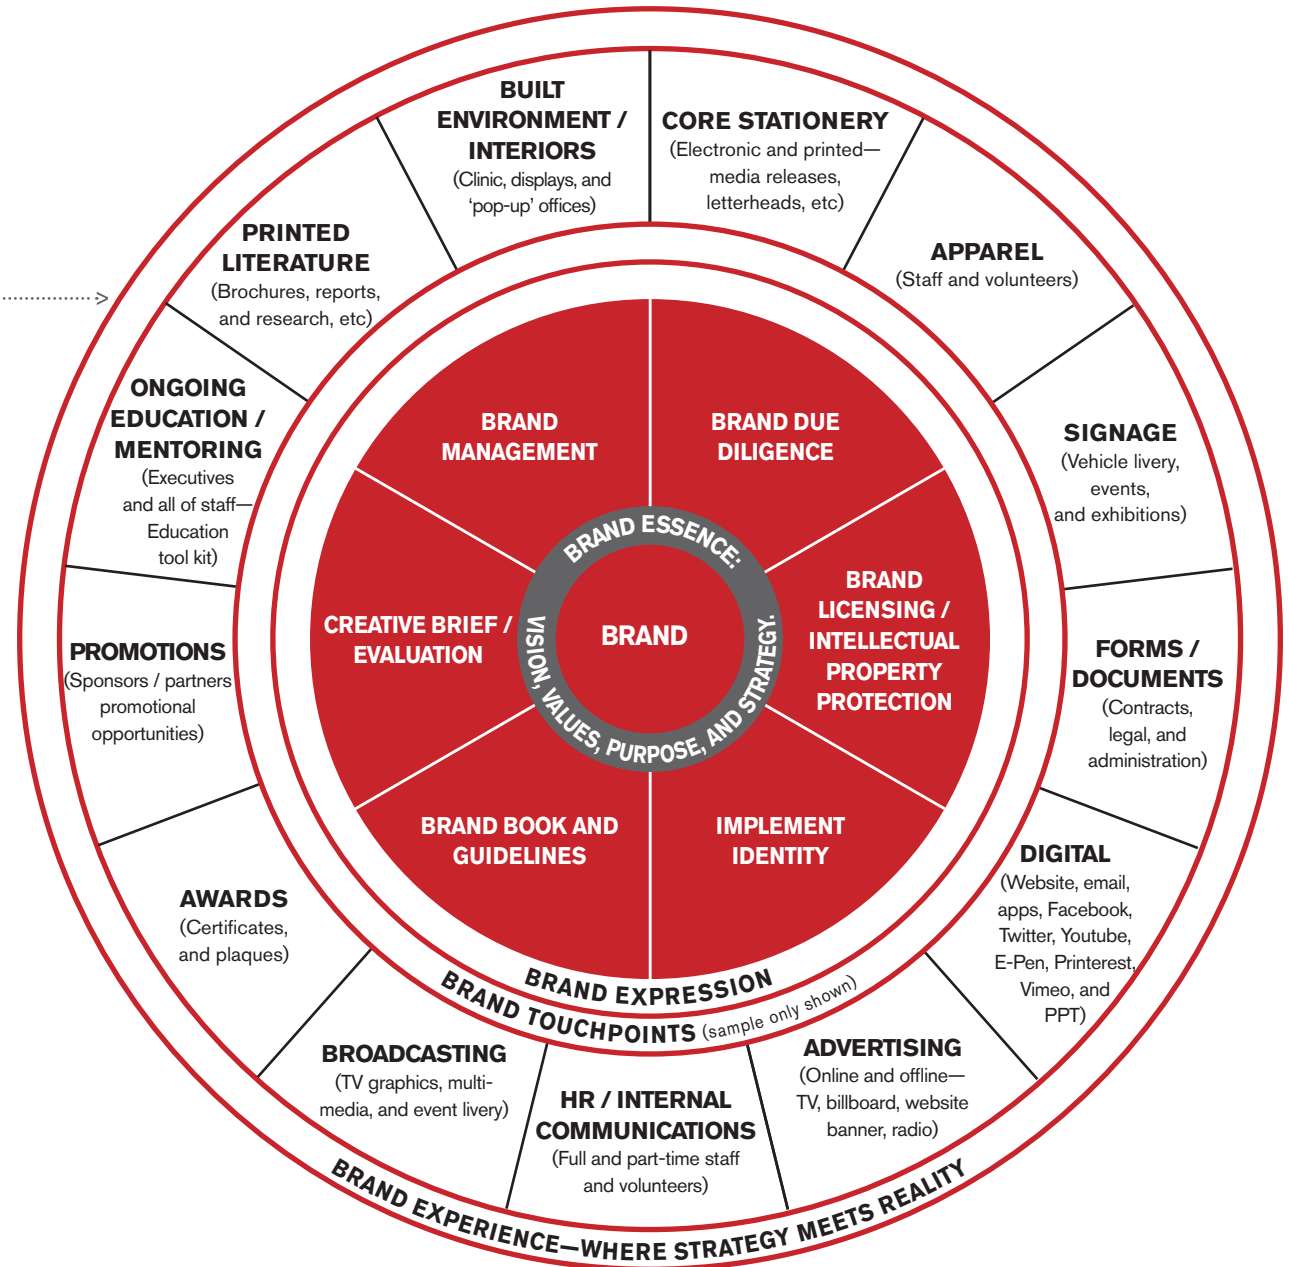 BUILT
ENVIRONMENT /
INTERIORS
(Clinic, displays, and
‘pop-up’ offices)
CORE STATIONERY
(Electronic and printed—
media releases,
letterheads, etc)
APPAREL
(Staff and volunteers)
SIGNAGE
(Vehicle livery,
events,
and exhibitions)
FORMS /
DOCUMENTS
(Contracts,
legal, and
administration)
DIGITAL
(Website, email,
apps, Facebook,
Twitter, Youtube,
E-Pen, Printerest,
Vimeo, and
PPT)
ADVERTISING
(Online and offline—
TV, billboard, website
banner, radio)
HR / INTERNAL
COMMUNICATIONS
(Full and part-time staff
and volunteers)
BROADCASTING
(TV graphics, multi-
media, and event livery)
AWARDS
(Certificates,
and plaques)
PROMOTIONS
(Sponsors / partners
promotional
opportunities)
ONGOING
EDUCATION /
MENTORING
(Executives
and all of staff—
Education
tool kit)
PRINTED
LITERATURE
(Brochures, reports,
and research, etc)
BRAND
MANAGEMENT
BRAND DUE
DILIGENCE
BRAND
LICENSING /
INTELLECTUAL
PROPERTY
PROTECTION
IMPLEMENT
IDENTITY
BRAND BOOK AND
GUIDELINES
CREATIVE BRIEF /
EVALUATION
BRAND ESSENCE:
VISION, VALUES, PURPOSE, AND STRATEGY.
BRAND
BRAND EXPRESSION
BRAND TOUCHPOINTS (sample only shown)
BRAND EXPERIENCE—WHERE STRATEGY MEETS REALITY